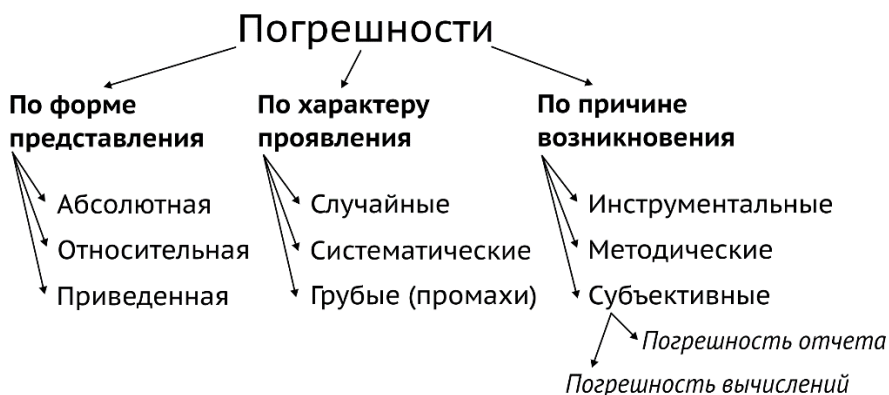 Погрешности
По форме
представления
Абсолютная
Относительная
Приведенная
По характеру
проявления
Случайные
Систематические
Грубые (промахи)
По причине
возникновения
Инструментальные
Методические
Субъективные
Погрешность отчета
Погрешность вычислений